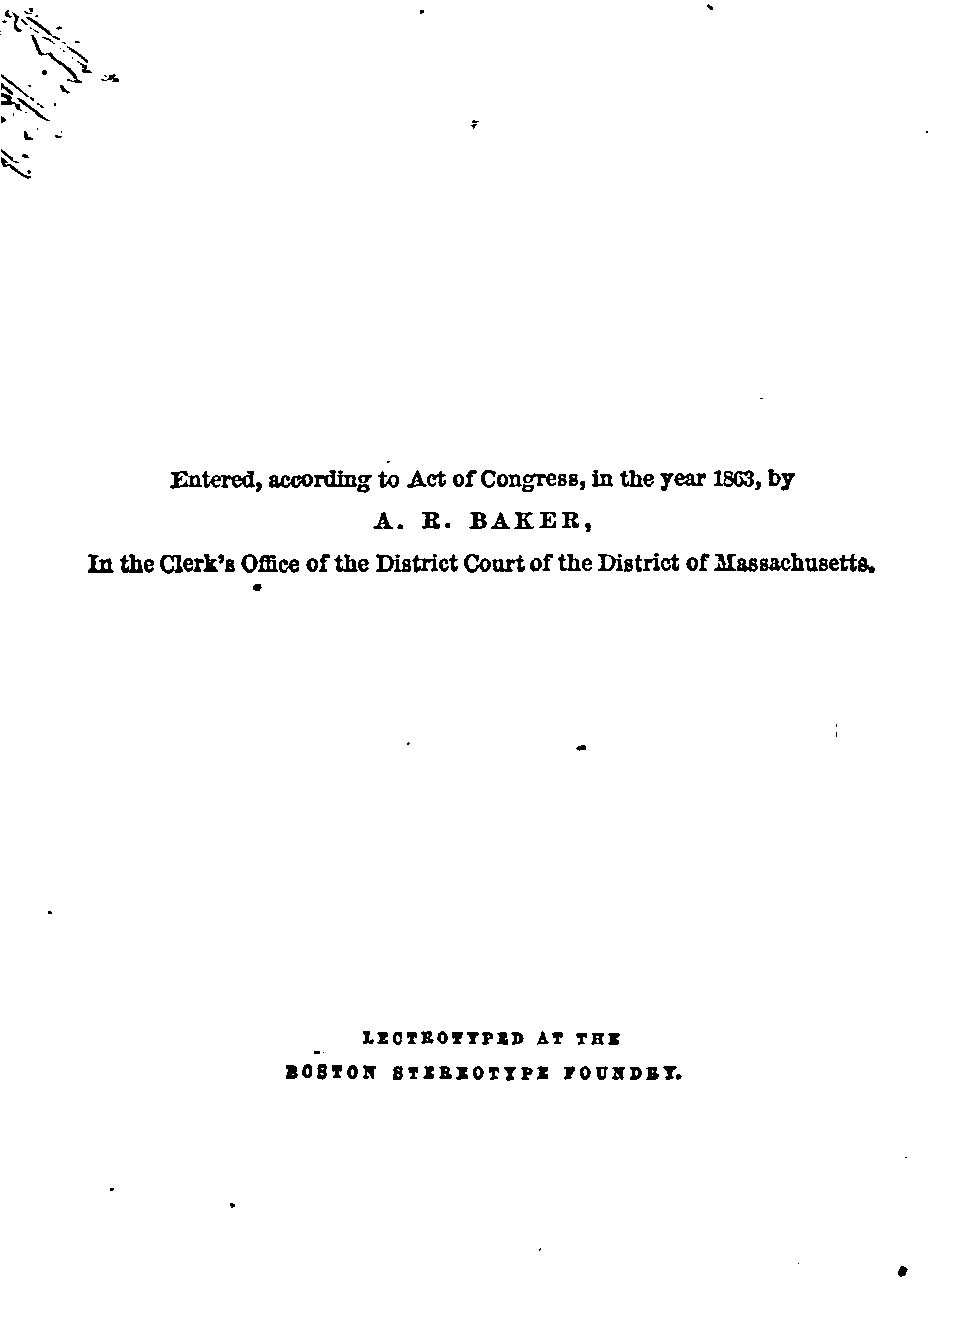 Entered, according to Act of Congress, in the year 1863, by
A. R. BAKER,
In the Clerk's Office of the District Court of the District of Massachusetts.
LECTROTYPED AT THE
BOSTON STEREOTYPE FOUNDRY.